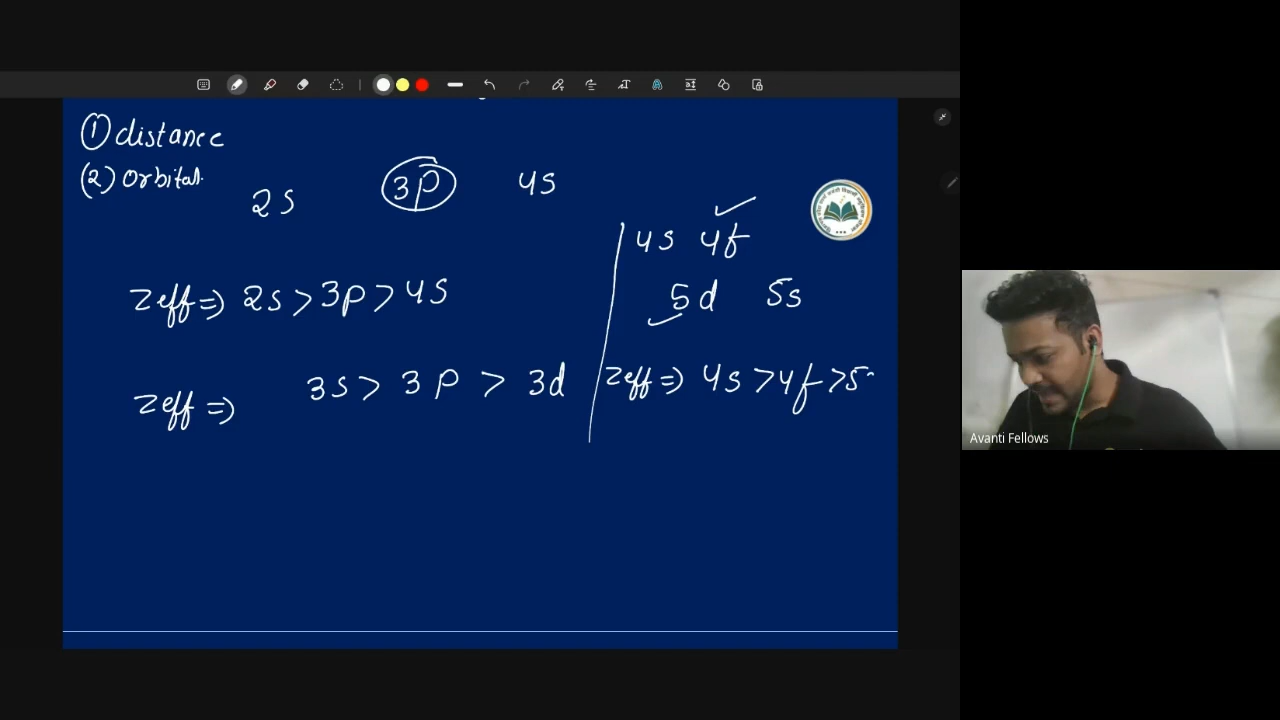 ① distance
(2) orbital.
2s 3p 4s
4s 4f
5d 5s
Zeff ⇒ 2s > 3p > 4s
Zeff ⇒ 3s > 3p > 3d
Zeff ⇒ 4s > 4f > 5
Avanti Fellows